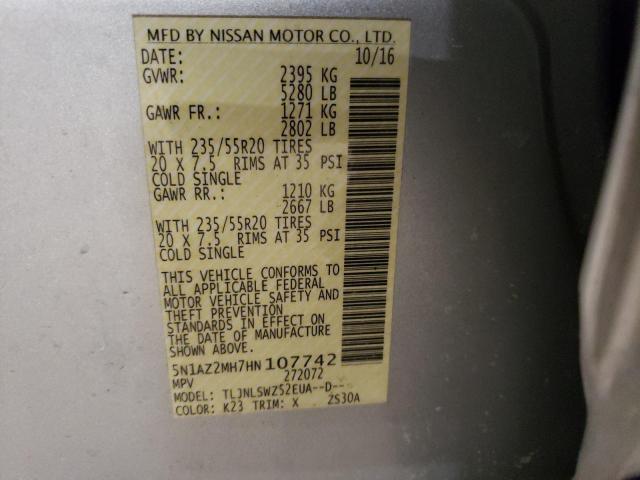 MFD BY NISSAN MOTOR CO., LTD.
DATE: 10/16
GVWR: 2395 KG
5280 LB
GAWR FR.: 1271 KG
2802 LB
WITH 235/55R20 TIRES
20 X 7.5 RIMS AT 35 PSI
COLD SINGLE
GAWR RR.: 1210 KG
2667 LB
WITH 235/55R20 TIRES
20 X 7.5 RIMS AT 35 PSI
COLD SINGLE
THIS VEHICLE CONFORMS TO
ALL APPLICABLE FEDERAL
MOTOR VEHICLE SAFETY AND
THEFT PREVENTION
STANDARDS IN EFFECT ON
THE DATE OF MANUFACTURE
SHOWN ABOVE.
5N1AZ2MH7HN107742
MPV 272072
MODEL: TLJNLSWZ52EUA--D--
COLOR: K23 TRIM: X ZS30A